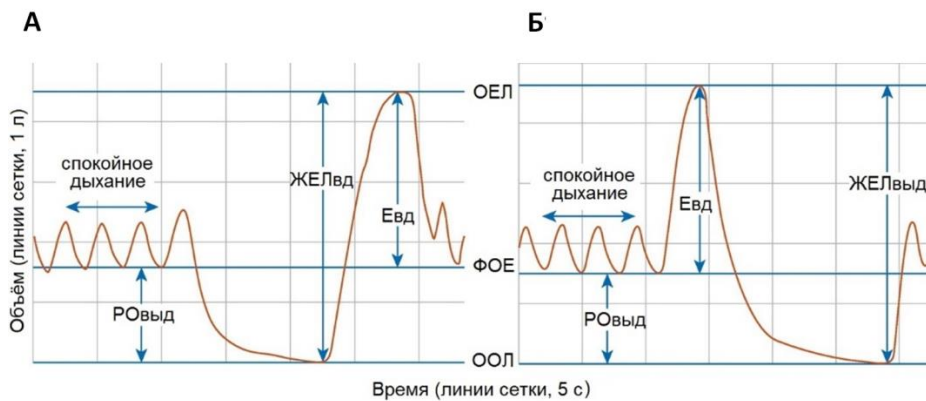 А
Б
Объём (линии сетки, 1 л)
спокойное
дыхание
РОвыд
ЖЕЛвд
Евд
ОЕЛ
ФОЕ
ООЛ
спокойное
дыхание
РОвыд
Евд
ЖЕЛвыд
Время (линии сетки, 5 с)